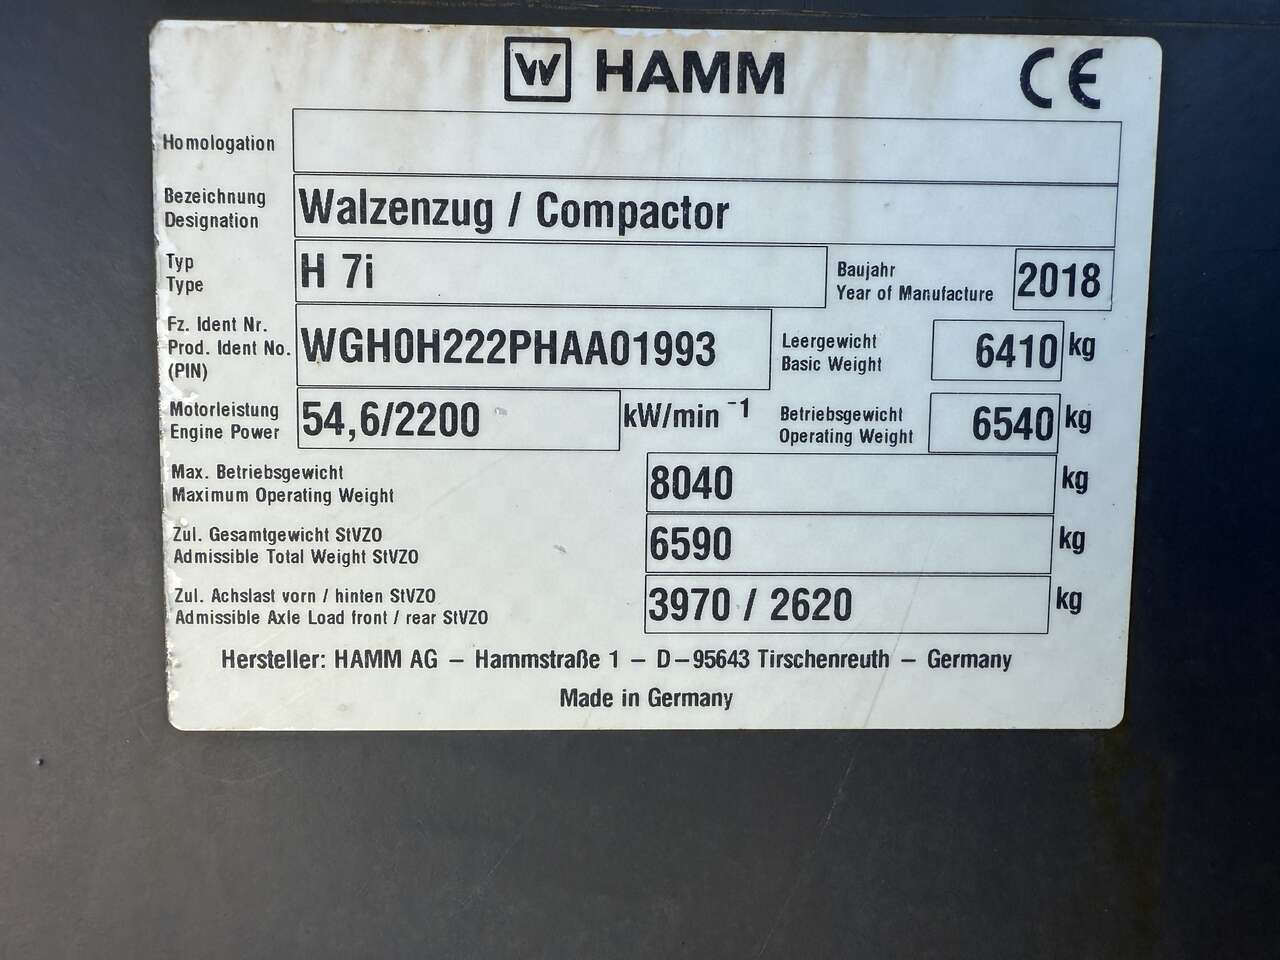 W HAMM CE
Homologation
Bezeichnung
Designation
Walzenzug / Compactor
Typ
Type
H 7i
Baujahr
Year of Manufacture
2018
Fz. Ident Nr.
Prod. Ident No.
(PIN)
WGH0H222PHAA01993
Leergewicht
Basic Weight
6410 kg
Motorleistung
Engine Power
54,6/2200 kW/min⁻¹
Betriebsgewicht
Operating Weight
6540 kg
Max. Betriebsgewicht
Maximum Operating Weight
8040 kg
Zul. Gesamtgewicht StVZO
Admissible Total Weight StVZO
6590 kg
Zul. Achslast vorn / hinten StVZO
Admissible Axle Load front / rear StVZO
3970 / 2620 kg
Hersteller: HAMM AG – Hammstraße 1 – D–95643 Tirschenreuth – Germany
Made in Germany